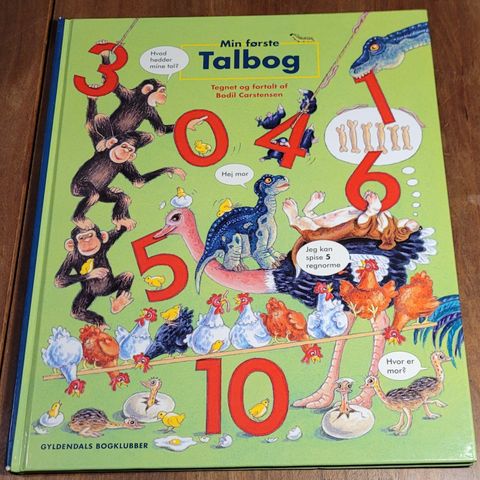 Min første
Talbog
Tegnet og fortalt af
Bodil Carstensen
Hvad
hedder
mine tal?
3
0
4
1
6
Hej mor
5
Jeg kan
spise 5
regnorme
10
Hvor er
mor?
GYLDENDALS BOGKLUBBER